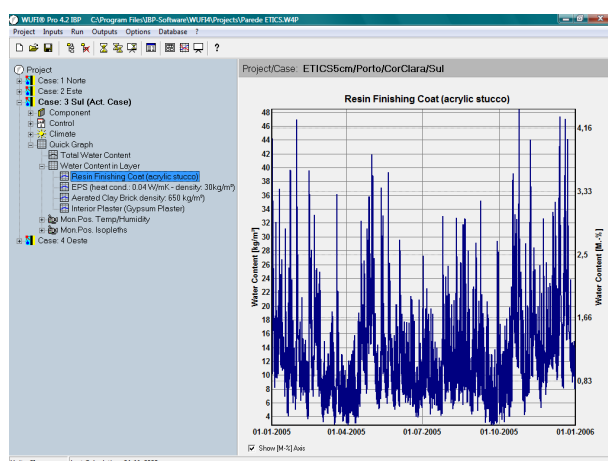 WUFI® Pro 4.2 IBP C:\Program Files\IBP-Software\WUFI4\Projects\Parede ETICS.W4P
Project Inputs Run Outputs Options Database ?
?
Project
Case: 1 Norte
Case: 2 Este
Case: 3 Sul (Act. Case)
Component
Control
Climate
Quick Graph
Total Water Content
Water Content in Layer
Resin Finishing Coat (acrylic stucco)
EPS (heat cond.: 0.04 W/mK - density: 30kg/m³)
Aerated Clay Brick density: 650 kg/m³)
Interior Plaster (Gypsum Plaster)
Mon.Pos. Temp/Humidity
Mon.Pos. Isopleths
Case: 4 Oeste
Project/Case: ETICS5cm/Porto/CorClara/Sul
Resin Finishing Coat (acrylic stucco)
Water Content [kg/m³]
48
46
44
42
40
38
36
34
32
30
28
26
24
22
20
18
16
14
12
10
8
6
4
4,16
3,33
2,5
1,66
0,83
Water Content [M.-%]
01-01-2005 01-04-2005 01-07-2005 01-10-2005 01-01-2006
Show [M-%] Axis